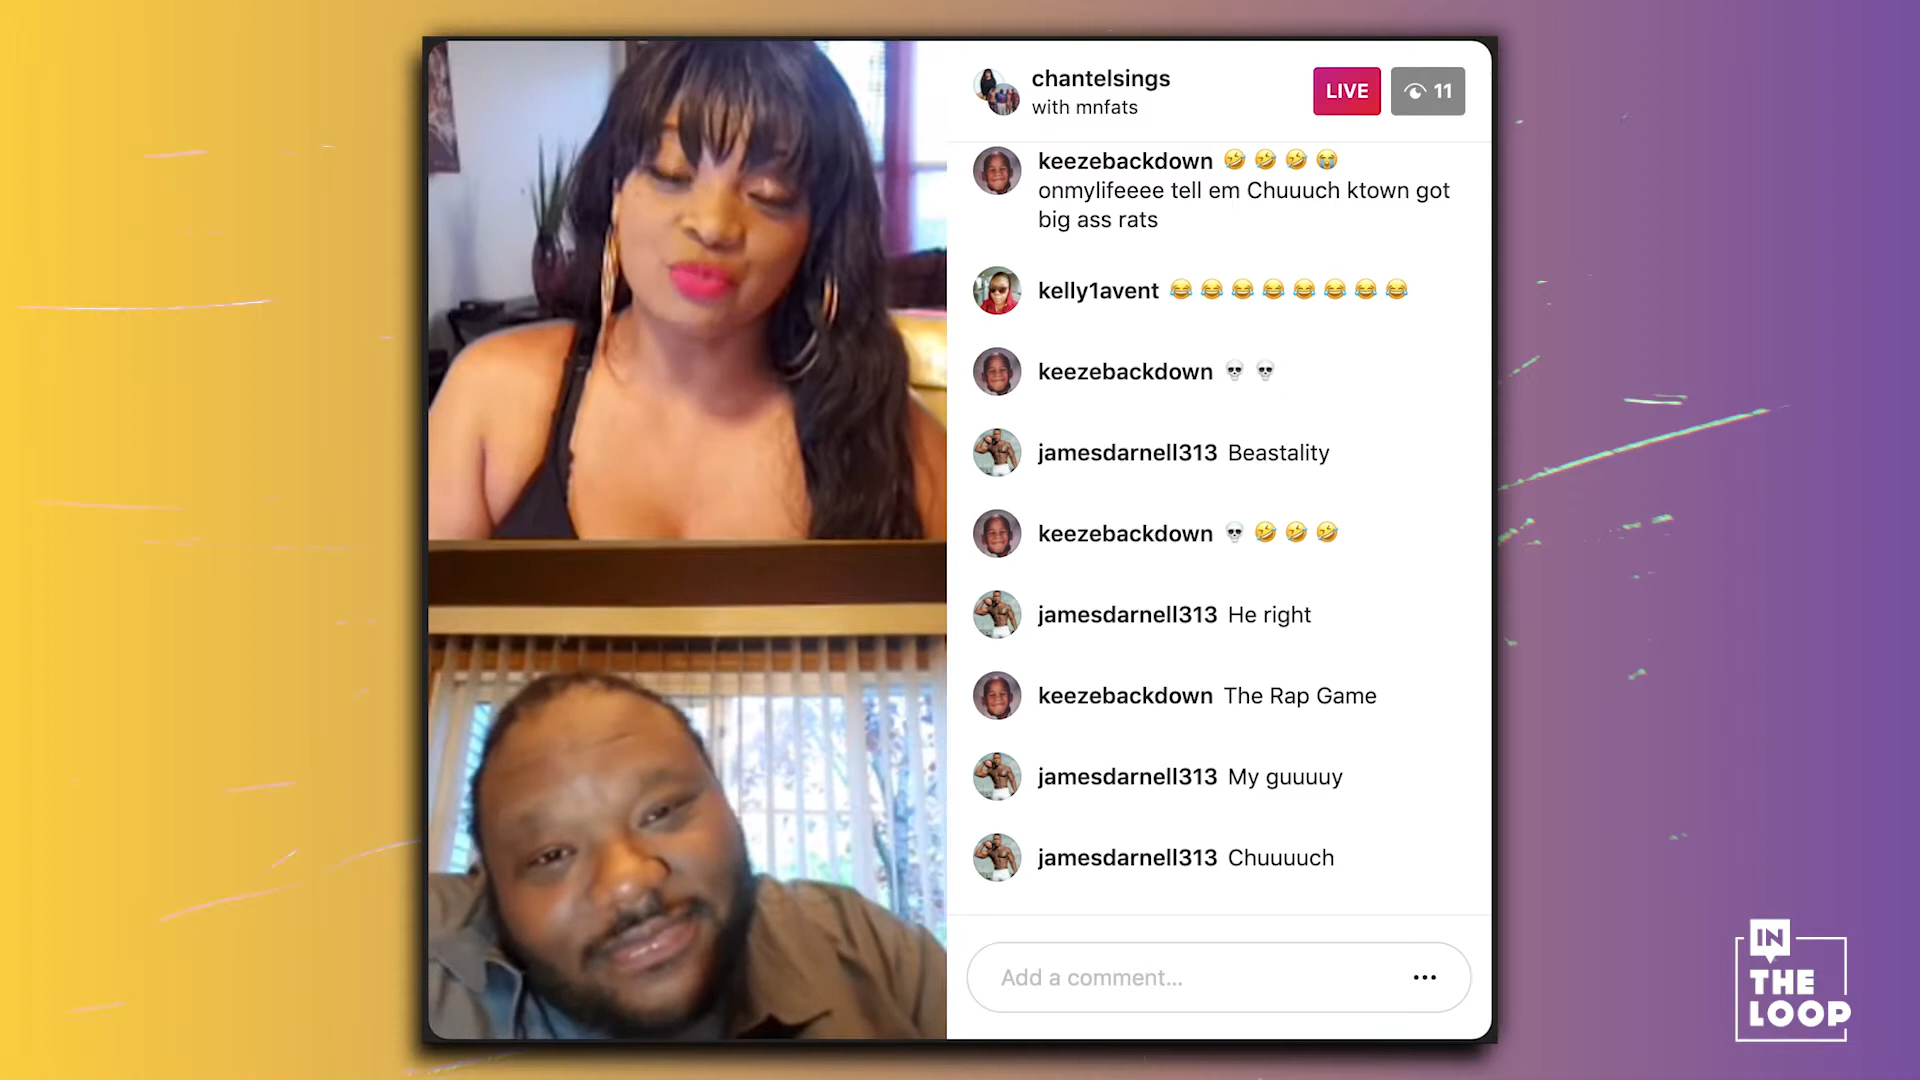 chantelsings
with mnfats
LIVE
11
keezebackdown 🤣 🤣 🤣 😭
onmylifeeee tell em Chuuuch ktown got
big ass rats
kelly1avent 😂 😂 😂 😂 😂 😂 😂 😂
keezebackdown 💀 💀
jamesdarnell313 Beastality
keezebackdown 💀 🤣 🤣 🤣
jamesdarnell313 He right
keezebackdown The Rap Game
jamesdarnell313 My guuuuy
jamesdarnell313 Chuuuuch
Add a comment...
IN
THE
LOOP